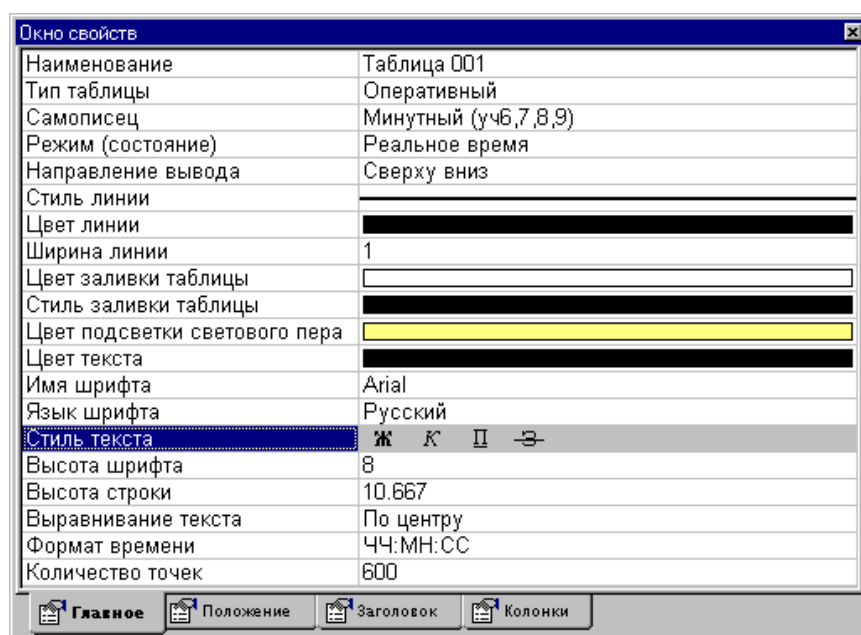 Окно свойств
Наименование Таблица 001
Тип таблицы Оперативный
Самописец Минутный (уч6,7,8,9)
Режим (состояние) Реальное время
Направление вывода Сверху вниз
Стиль линии
Цвет линии
Ширина линии 1
Цвет заливки таблицы
Стиль заливки таблицы
Цвет подсветки светового пера
Цвет текста
Имя шрифта Arial
Язык шрифта Русский
Стиль текста Ж К П З
Высота шрифта 8
Высота строки 10.667
Выравнивание текста По центру
Формат времени ЧЧ:МН:СС
Количество точек 600
Главное Положение Заголовок Колонки